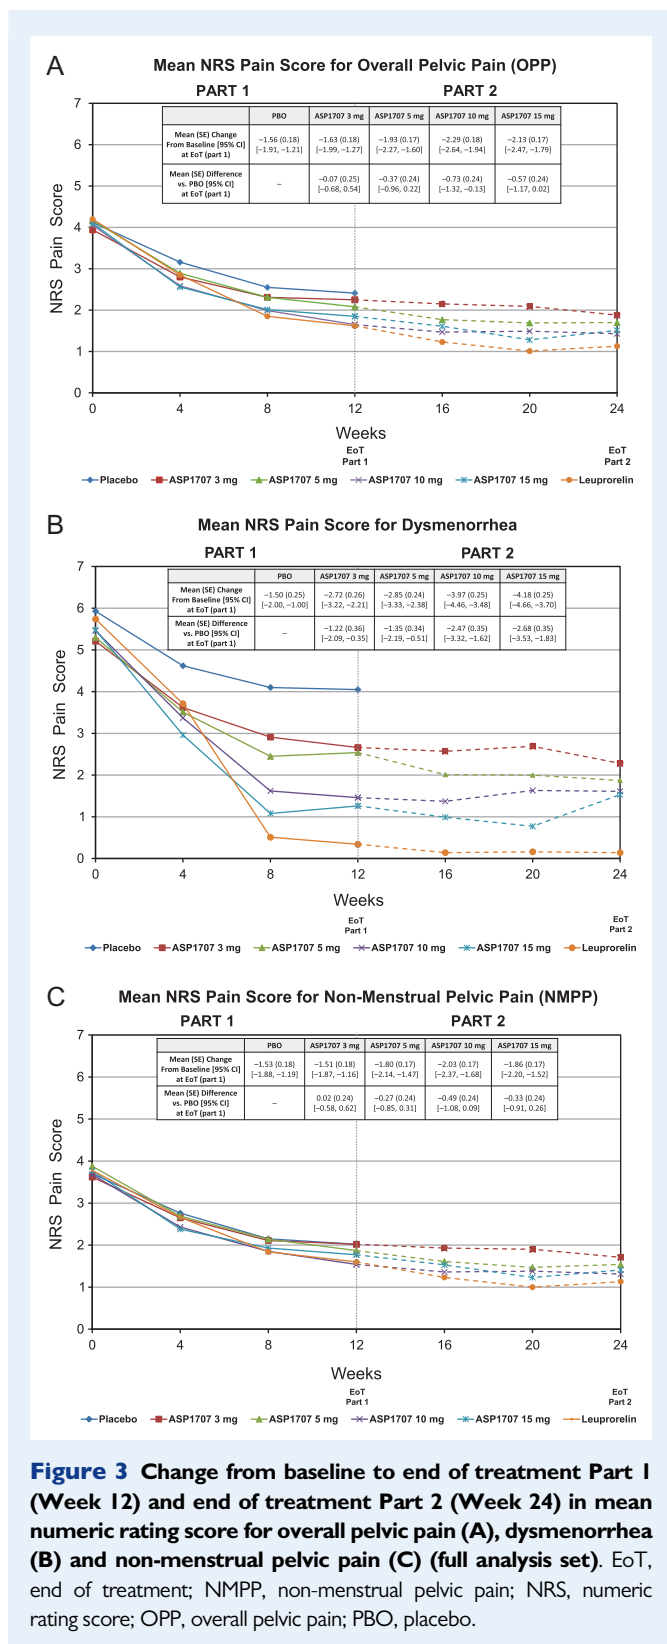 A
Mean NRS Pain Score for Overall Pelvic Pain (OPP)
PART 1 PART 2
PBO ASP1707 3 mg ASP1707 5 mg ASP1707 10 mg ASP1707 15 mg
Mean (SE) Change From Baseline [95% CI] at EoT (part 1)
−1.56 (0.18) −1.63 (0.18) −1.93 (0.17) −2.29 (0.18) −2.13 (0.17)
[−1.91, −1.21] [−1.99, −1.27] [−2.27, −1.60] [−2.64, −1.94] [−2.47, −1.79]
Mean (SE) Difference vs. PBO [95% CI] at EoT (part 1)
– −0.07 (0.25) −0.37 (0.24) −0.73 (0.24) −0.57 (0.24)
[−0.68, 0.54] [−0.96, 0.22] [−1.32, −0.13] [−1.17, 0.02]
NRS Pain Score
7
6
5
4
3
2
1
0
0 4 8 12 16 20 24
Weeks
EoT Part 1
EoT Part 2
Placebo ASP1707 3 mg ASP1707 5 mg ASP1707 10 mg ASP1707 15 mg Leuprorelin
B
Mean NRS Pain Score for Dysmenorrhea
PART 1 PART 2
PBO ASP1707 3 mg ASP1707 5 mg ASP1707 10 mg ASP1707 15 mg
Mean (SE) Change From Baseline [95% CI] at EoT (part 1)
−1.50 (0.25) −2.72 (0.26) −2.85 (0.24) −3.97 (0.25) −4.18 (0.25)
[−2.00, −1.00] [−3.22, −2.21] [−3.33, −2.38] [−4.46, −3.48] [−4.66, −3.70]
Mean (SE) Difference vs. PBO [95% CI] at EoT (part 1)
– −1.22 (0.36) −1.35 (0.34) −2.47 (0.35) −2.68 (0.35)
[−2.09, −0.35] [−2.19, −0.51] [−3.32, −1.62] [−3.53, −1.83]
NRS Pain Score
7
6
5
4
3
2
1
0
0 4 8 12 16 20 24
Weeks
EoT Part 1
EoT Part 2
Placebo ASP1707 3 mg ASP1707 5 mg ASP1707 10 mg ASP1707 15 mg Leuprorelin
C
Mean NRS Pain Score for Non-Menstrual Pelvic Pain (NMPP)
PART 1 PART 2
PBO ASP1707 3 mg ASP1707 5 mg ASP1707 10 mg ASP1707 15 mg
Mean (SE) Change From Baseline [95% CI] at EoT (part 1)
−1.53 (0.18) −1.51 (0.18) −1.80 (0.17) −2.03 (0.17) −1.86 (0.17)
[−1.88, −1.19] [−1.87, −1.16] [−2.14, −1.47] [−2.37, −1.68] [−2.20, −1.52]
Mean (SE) Difference vs. PBO [95% CI] at EoT (part 1)
– 0.02 (0.24) −0.27 (0.24) −0.49 (0.24) −0.33 (0.24)
[−0.58, 0.62] [−0.85, 0.31] [−1.08, 0.09] [−0.91, 0.26]
NRS Pain Score
7
6
5
4
3
2
1
0
0 4 8 12 16 20 24
Weeks
EoT Part 1
EoT Part 2
Placebo ASP1707 3 mg ASP1707 5 mg ASP1707 10 mg ASP1707 15 mg Leuprorelin
Figure 3 Change from baseline to end of treatment Part 1
(Week 12) and end of treatment Part 2 (Week 24) in mean
numeric rating score for overall pelvic pain (A), dysmenorrhea
(B) and non-menstrual pelvic pain (C) (full analysis set). EoT,
end of treatment; NMPP, non-menstrual pelvic pain; NRS, numeric
rating score; OPP, overall pelvic pain; PBO, placebo.